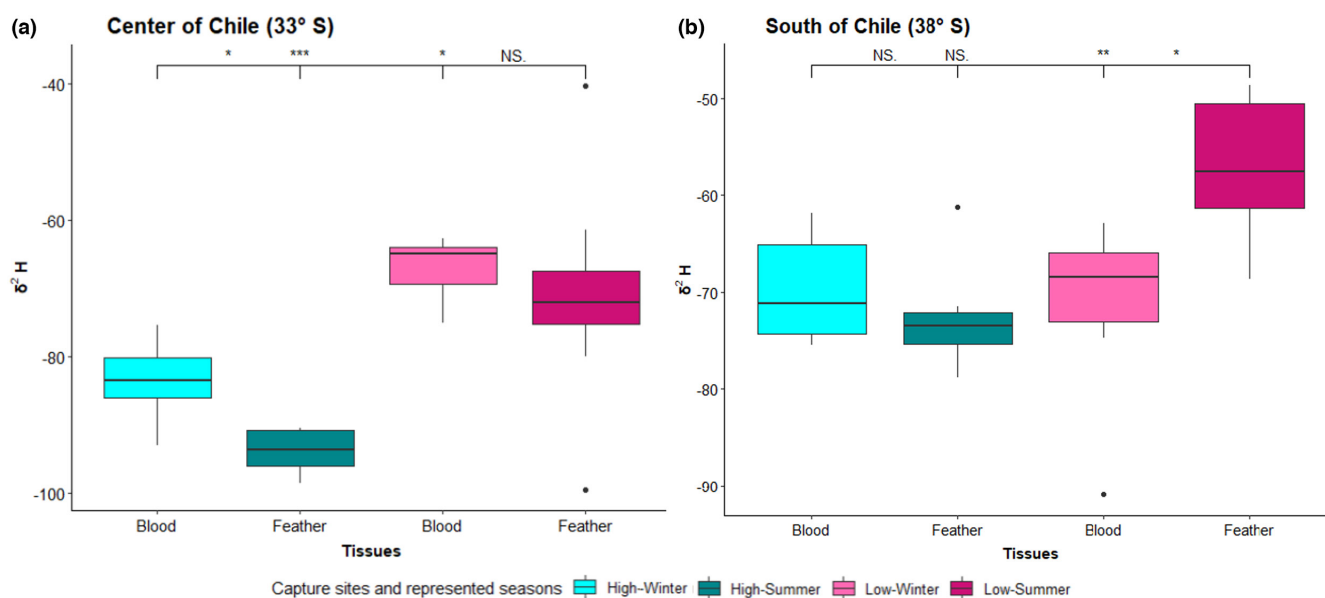 (a) Center of Chile (33° S)
* *** * NS.
-40
-60
-80
-100
δ² H
Blood Feather Blood Feather
Tissues
(b) South of Chile (38° S)
NS. NS. ** *
-50
-60
-70
-80
-90
δ² H
Blood Feather Blood Feather
Tissues
Capture sites and represented seasons High-Winter High-Summer Low-Winter Low-Summer